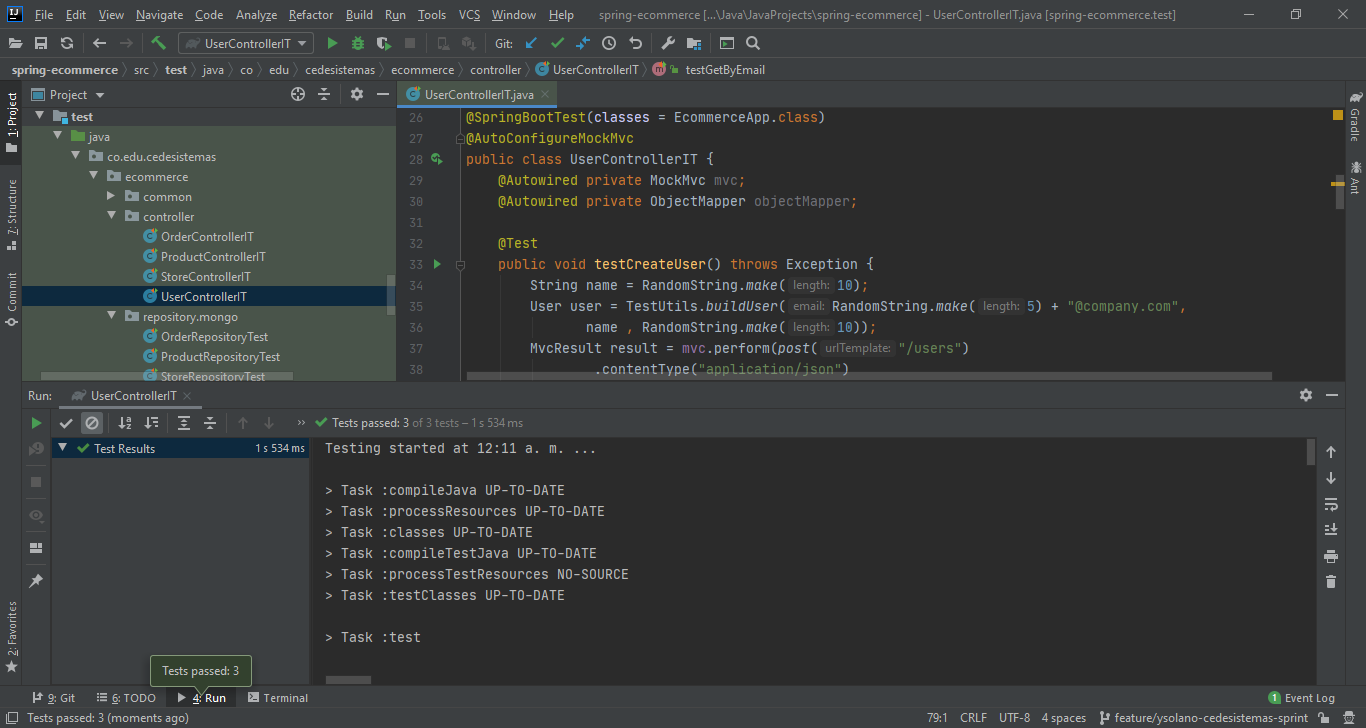 File Edit View Navigate Code Analyze Refactor Build Run Tools VCS Window Help spring-ecommerce [...\Java\JavaProjects\spring-ecommerce] - UserControllerIT.java [spring-ecommerce.test]
UserControllerIT Git:
spring-ecommerce src test java co edu cedesistemas ecommerce controller UserControllerIT testGetByEmail
1: Project
7: Structure
Commit
2: Favorites
Project
test
java
co.edu.cedesistemas
ecommerce
common
controller
OrderControllerIT
ProductControllerIT
StoreControllerIT
UserControllerIT
repository.mongo
OrderRepositoryTest
ProductRepositoryTest
StoreRepositoryTest
UserControllerIT.java
26 @SpringBootTest(classes = EcommerceApp.class)
27 @AutoConfigureMockMvc
28 public class UserControllerIT {
29 @Autowired private MockMvc mvc;
30 @Autowired private ObjectMapper objectMapper;
31
32 @Test
33 public void testCreateUser() throws Exception {
34 String name = RandomString.make( length: 10);
35 User user = TestUtils.buildUser( email: RandomString.make( length: 5) + "@company.com",
36 name , RandomString.make( length: 10));
37 MvcResult result = mvc.perform(post( urlTemplate: "/users")
38 .contentType("application/json")
Gradle
Ant
Run: UserControllerIT
Tests passed: 3 of 3 tests – 1 s 534 ms
Test Results 1 s 534 ms
Testing started at 12:11 a. m. ...
> Task :compileJava UP-TO-DATE
> Task :processResources UP-TO-DATE
> Task :classes UP-TO-DATE
> Task :compileTestJava UP-TO-DATE
> Task :processTestResources NO-SOURCE
> Task :testClasses UP-TO-DATE
> Task :test
Tests passed: 3
9: Git 6: TODO 4: Run Terminal 1 Event Log
Tests passed: 3 (moments ago) 79:1 CRLF UTF-8 4 spaces feature/ysolano-cedesistemas-sprint